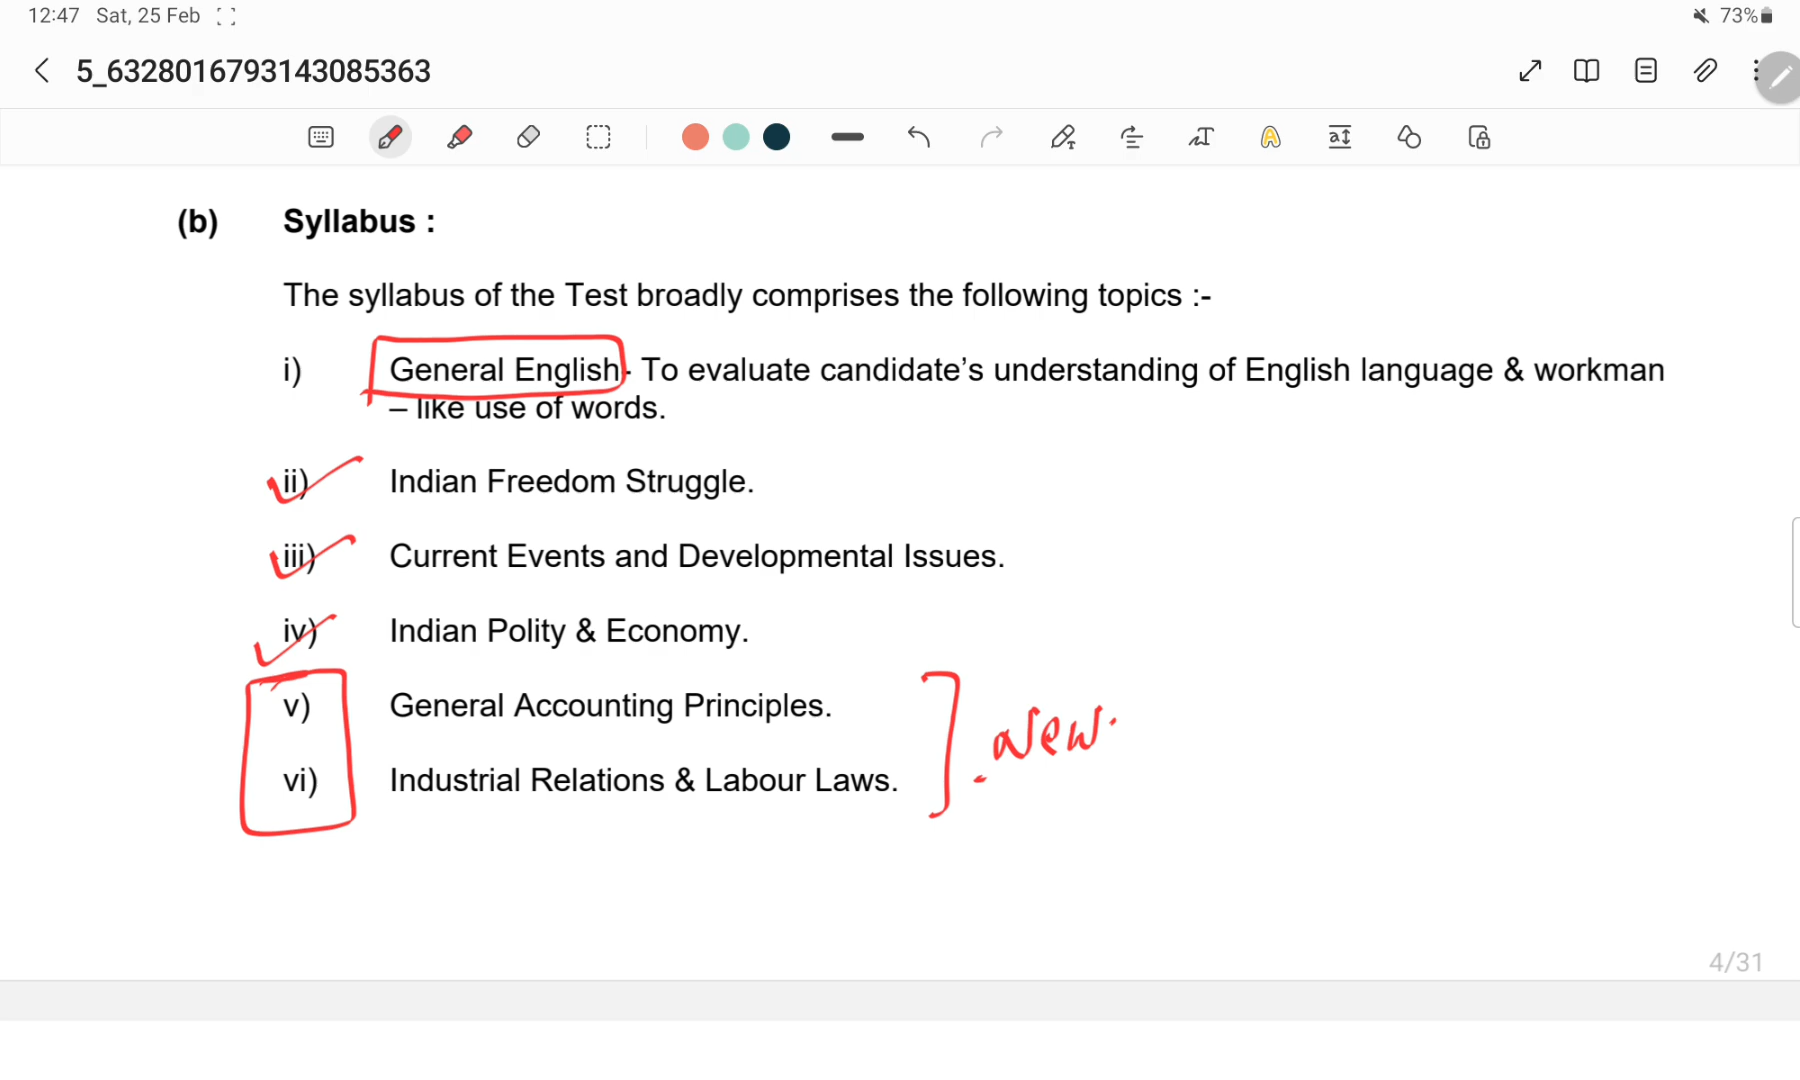 12:47 Sat, 25 Feb 73%
5_6328016793143085363
(b) Syllabus :
The syllabus of the Test broadly comprises the following topics :-
i) General English- To evaluate candidate’s understanding of English language & workman
– like use of words.
ii) Indian Freedom Struggle.
iii) Current Events and Developmental Issues.
iv) Indian Polity & Economy.
v) General Accounting Principles.
New.
vi) Industrial Relations & Labour Laws.
4/31